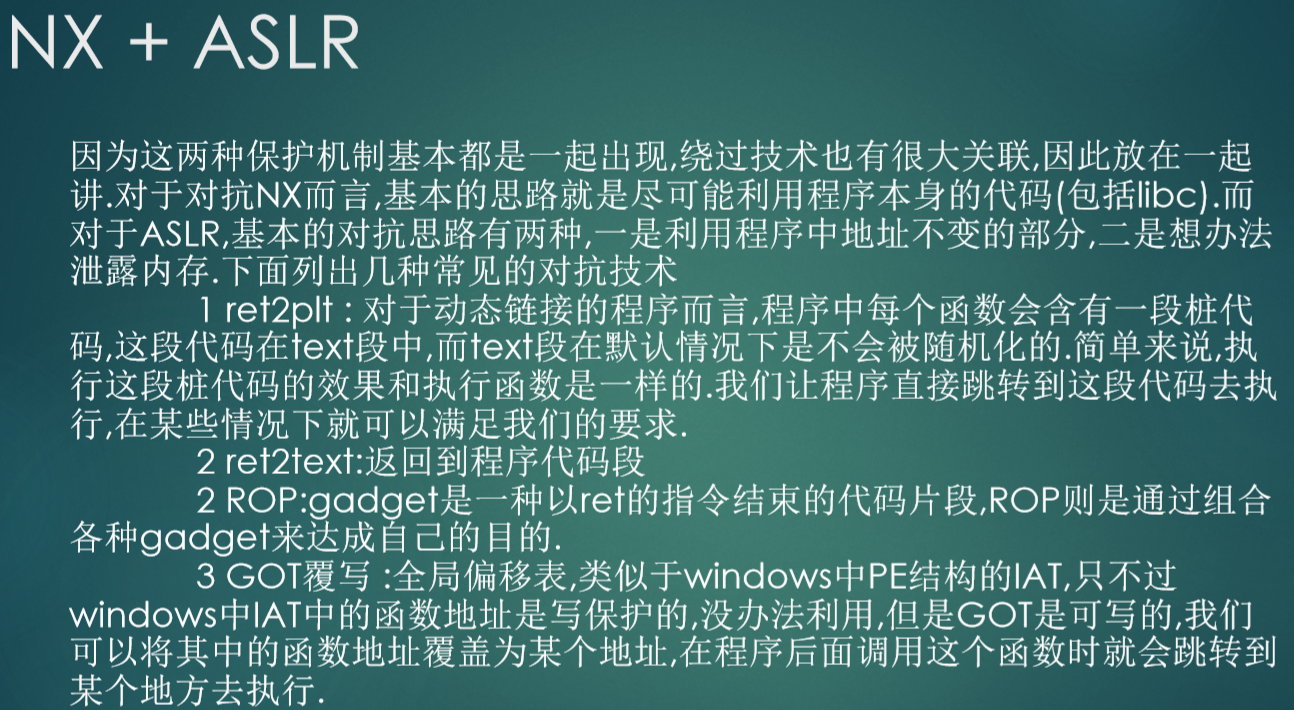 NX + ASLR
因为这两种保护机制基本都是一起出现,绕过技术也有很大关联,因此放在一起
讲.对于对抗NX而言,基本的思路就是尽可能利用程序本身的代码(包括libc).而
对于ASLR,基本的对抗思路有两种,一是利用程序中地址不变的部分,二是想办法
泄露内存.下面列出几种常见的对抗技术
1 ret2plt : 对于动态链接的程序而言,程序中每个函数会含有一段桩代
码,这段代码在text段中,而text段在默认情况下是不会被随机化的.简单来说,执
行这段桩代码的效果和执行函数是一样的.我们让程序直接跳转到这段代码去执
行,在某些情况下就可以满足我们的要求.
2 ret2text:返回到程序代码段
2 ROP:gadget是一种以ret的指令结束的代码片段,ROP则是通过组合
各种gadget来达成自己的目的.
3 GOT覆写 :全局偏移表,类似于windows中PE结构的IAT,只不过
windows中IAT中的函数地址是写保护的,没办法利用,但是GOT是可写的,我们
可以将其中的函数地址覆盖为某个地址,在程序后面调用这个函数时就会跳转到
某个地方去执行.